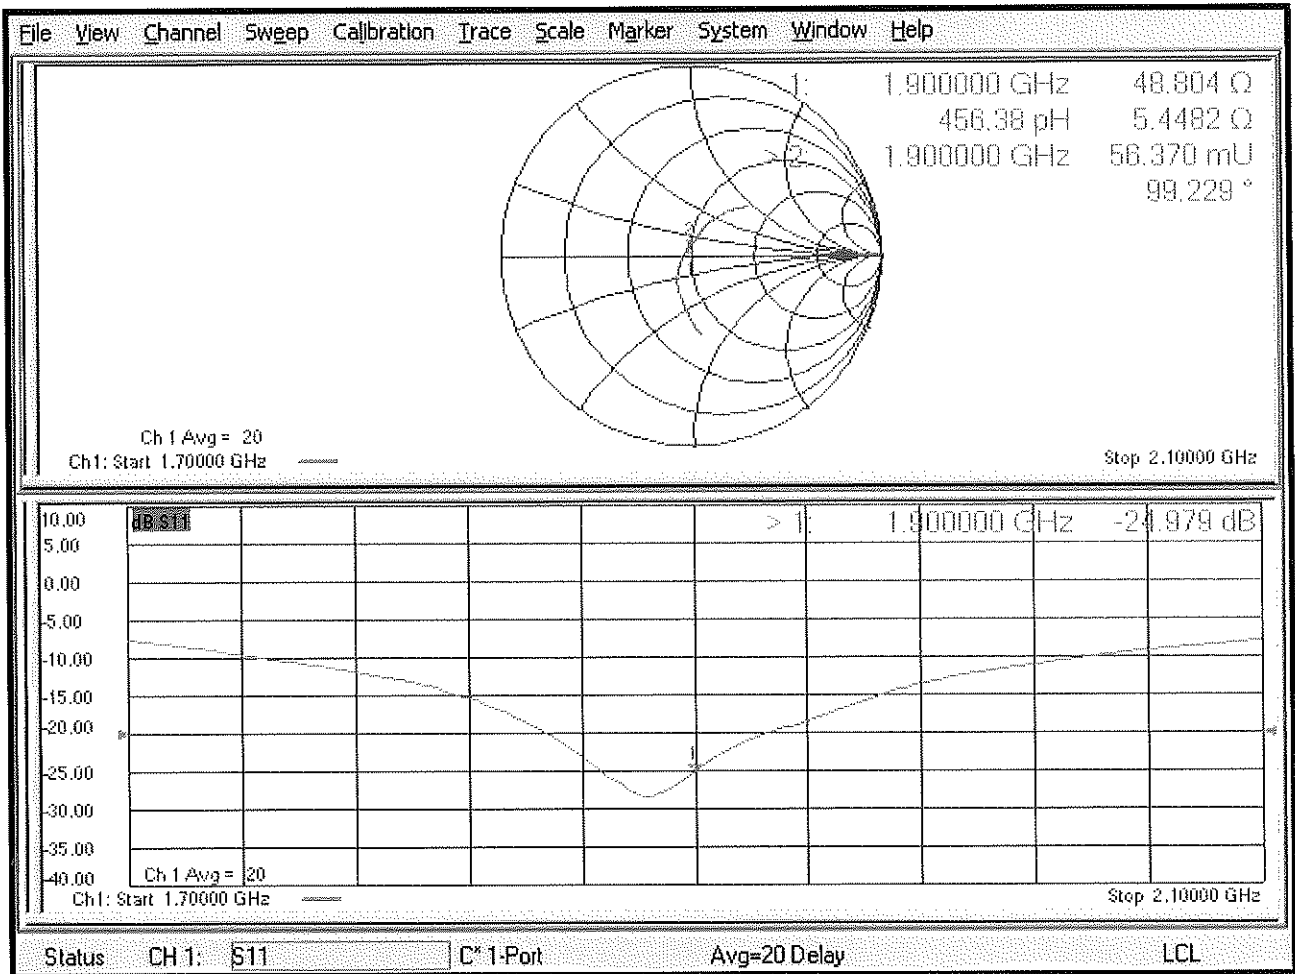 File View Channel Sweep Calibration Trace Scale Marker System Window Help
1: 1.900000 GHz 48.804 Ω
456.38 pH 5.4482 Ω
> 2: 1.900000 GHz 56.370 mU
99.229 °
Ch 1 Avg = 20
Ch1: Start 1.70000 GHz
Stop 2.10000 GHz
10.00
dB S11
> 1: 1.900000 GHz -24.979 dB
5.00
0.00
-5.00
-10.00
-15.00
-20.00
1
-25.00
-30.00
-35.00
-40.00
Ch 1 Avg = 20
Ch1: Start 1.70000 GHz
Stop 2.10000 GHz
Status CH 1: S11 C* 1-Port Avg=20 Delay LCL